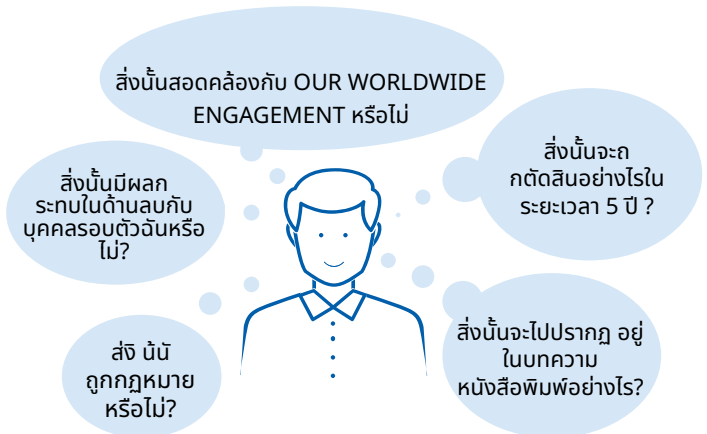 สิ่งนั้นสอดคล้องกับ OUR WORLDWIDE
ENGAGEMENT หรือไม่
สิ่งนั้นจะถ
กตัดสินอย่างไรใน
ระยะเวลา 5 ปี ?
สิ่งนั้นมีผลก
ระทบในด้านลบกับ
บุคคลรอบตัวฉันหรือ
ไม่?
สิ่งนั้นจะไปปรากฏ อยู่
ในบทความ
หนังสือพิมพ์อย่างไร?
ส่งิ น้นั
ถูกกฎหมาย
หรือไม่?